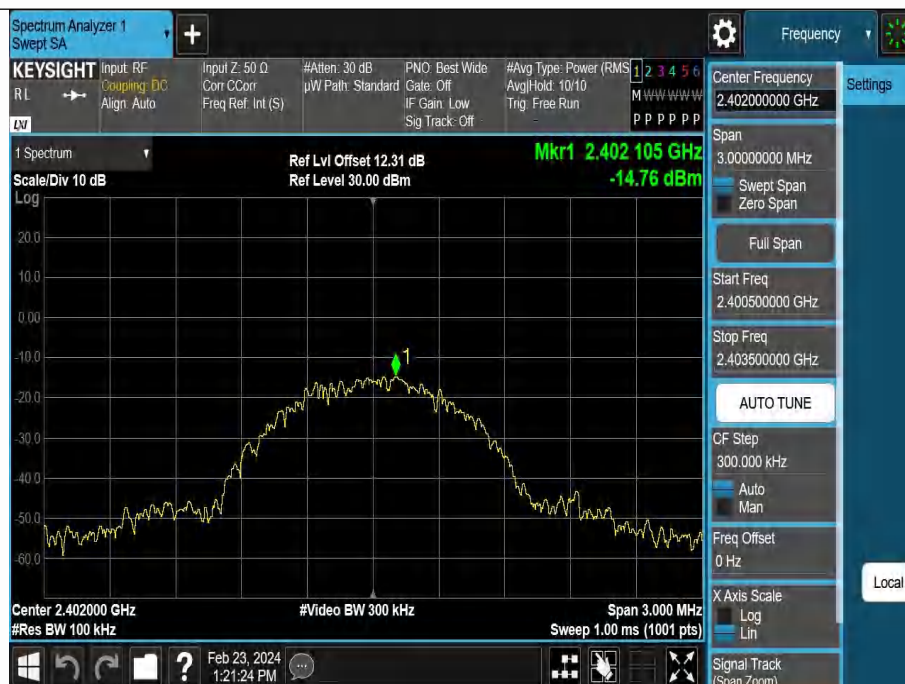 Spectrum Analyzer 1
Swept SA
+
Frequency
KEYSIGHT
RL
LXI
Input: RF
Coupling: DC
Align: Auto
Input Z: 50 Ω
Corr CCorr
Freq Ref: Int (S)
#Atten: 30 dB
µW Path: Standard
PNO: Best Wide
Gate: Off
IF Gain: Low
Sig Track: Off
#Avg Type: Power (RMS
Avg|Hold: 10/10
Trig: Free Run
1 2 3 4 5 6
M W W W W W
P P P P P P
1 Spectrum
Scale/Div 10 dB
Ref Lvl Offset 12.31 dB
Ref Level 30.00 dBm
Mkr1 2.402 105 GHz
-14.76 dBm
Log
20.0
10.0
0.00
-10.0
-20.0
-30.0
-40.0
-50.0
-60.0
1
Center 2.402000 GHz
#Res BW 100 kHz
#Video BW 300 kHz
Span 3.000 MHz
Sweep 1.00 ms (1001 pts)
Center Frequency
2.402000000 GHz
Span
3.00000000 MHz
Swept Span
Zero Span
Full Span
Start Freq
2.400500000 GHz
Stop Freq
2.403500000 GHz
AUTO TUNE
CF Step
300.000 kHz
Auto
Man
Freq Offset
0 Hz
X Axis Scale
Log
Lin
Signal Track
(Span Zoom)
Settings
Local
?
Feb 23, 2024
1:21:24 PM